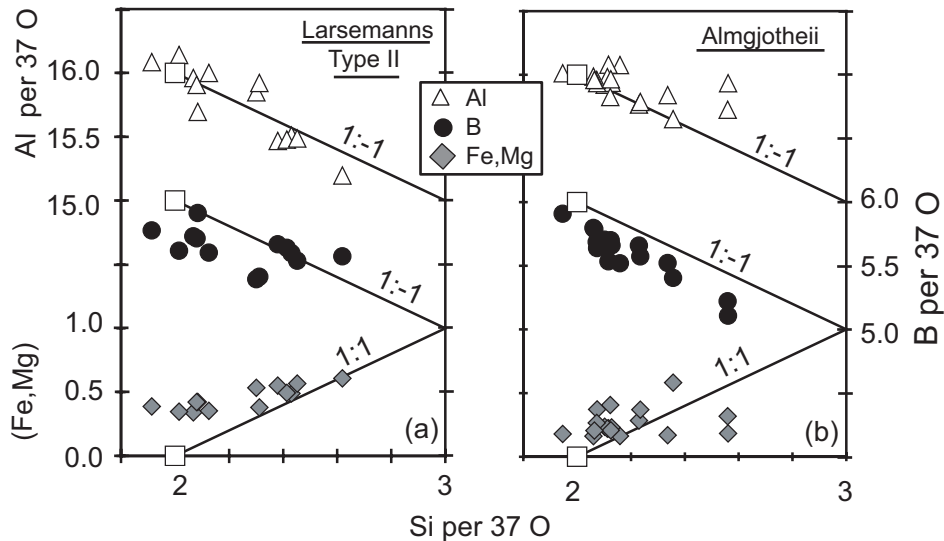 Al per 37 O
16.0
15.5
15.0
1.0
0.5
0.0
(Fe,Mg)
Larsemanns
Type II
1:-1
1:-1
1:1
(a)
2
3
Al
B
Fe,Mg
Almgjotheii
1:-1
1:-1
1:1
(b)
2
3
6.0
5.5
5.0
B per 37 O
Si per 37 O